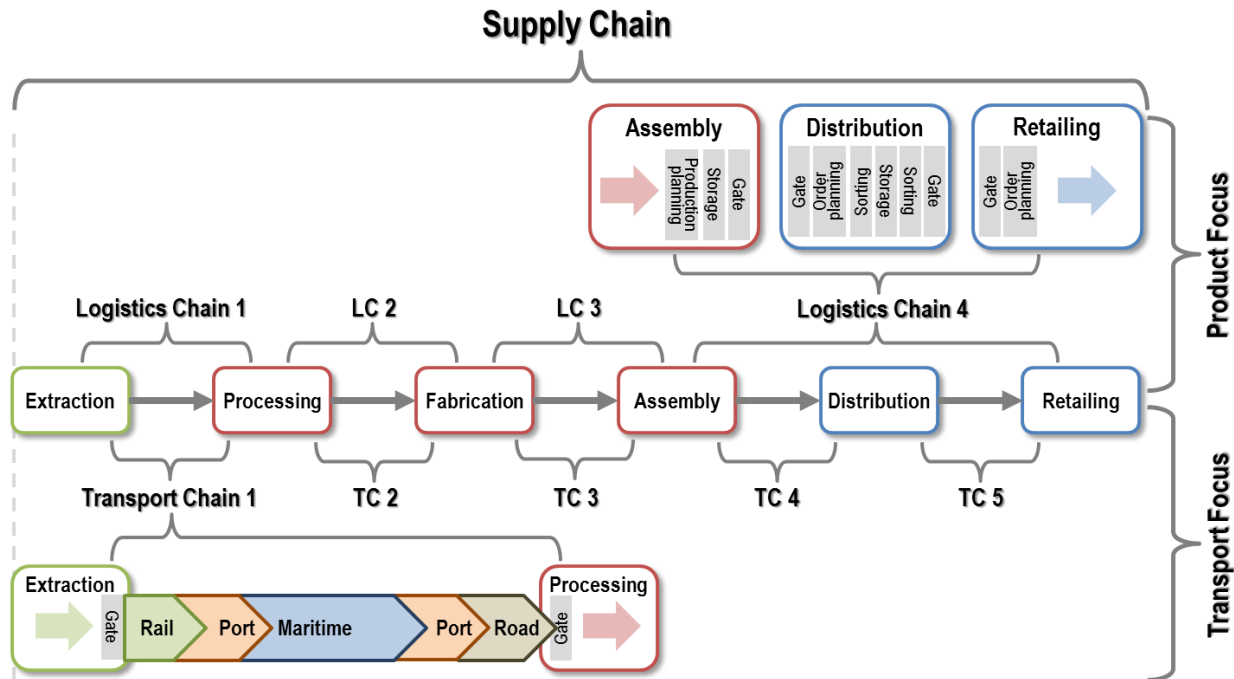 Supply Chain
Assembly
Production
planning
Storage
Gate
Distribution
Gate
Order
planning
Sorting
Storage
Sorting
Gate
Retailing
Gate
Order
planning
Product Focus
Logistics Chain 1
LC 2
LC 3
Logistics Chain 4
Extraction
Processing
Fabrication
Assembly
Distribution
Retailing
Transport Chain 1
TC 2
TC 3
TC 4
TC 5
Transport Focus
Extraction
Gate
Rail
Port
Maritime
Port
Road
Processing
Gate